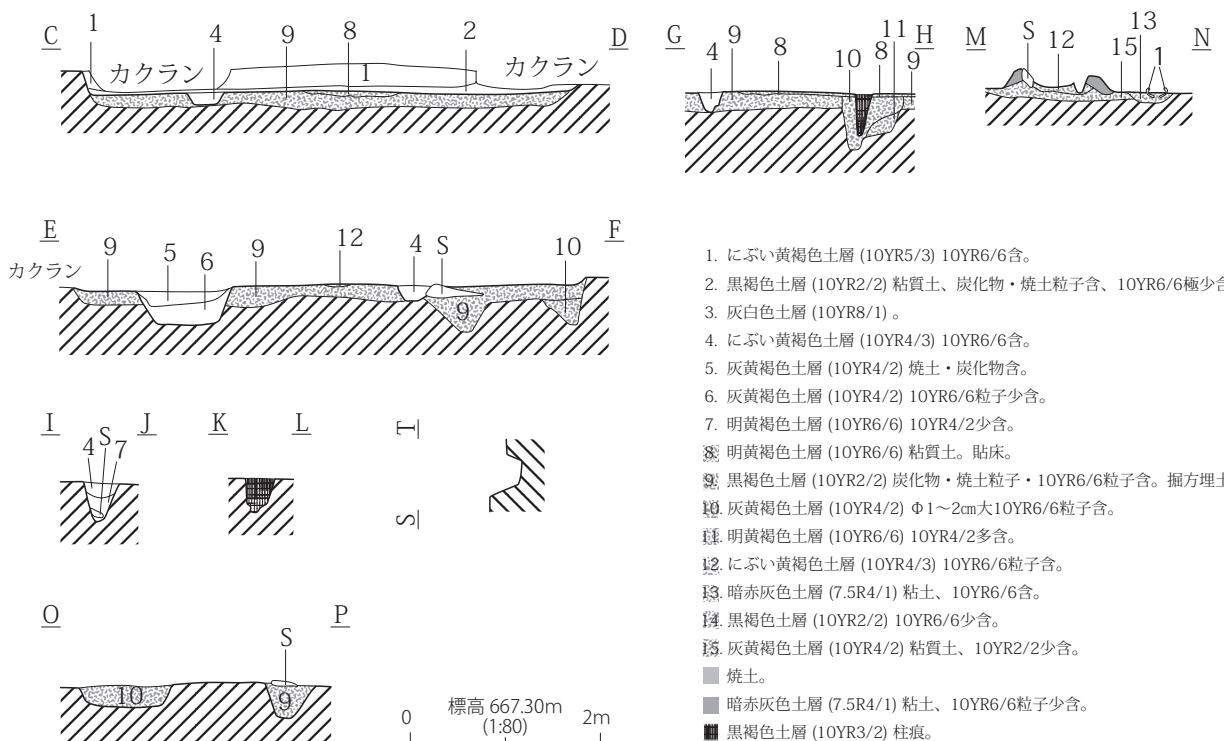 C 1 4 9 8 2 D
カクラン 1 カクラン
G 4 9 8 10 8 11 H 9
M S 12 15 13 1 N
E 9 5 6 9 12 4 S 10 F
カクラン
9
I 4 S 7 J
K L
T
S
O P
S
10 9
標高 667.30m
(1:80)
0 2m
1. にぶい黄褐色土層 (10YR5/3) 10YR6/6含。
2. 黒褐色土層 (10YR2/2) 粘質土、炭化物・焼土粒子含、10YR6/6極少含
3. 灰白色土層 (10YR8/1) 。
4. にぶい黄褐色土層 (10YR4/3) 10YR6/6含。
5. 灰黄褐色土層 (10YR4/2) 焼土・炭化物含。
6. 灰黄褐色土層 (10YR4/2) 10YR6/6粒子少含。
7. 明黄褐色土層 (10YR6/6) 10YR4/2少含。
8. 明黄褐色土層 (10YR6/6) 粘質土。貼床。
9. 黒褐色土層 (10YR2/2) 炭化物・焼土粒子・10YR6/6粒子含。掘方埋土
10. 灰黄褐色土層 (10YR4/2) Φ1〜2㎝大10YR6/6粒子含。
11. 明黄褐色土層 (10YR6/6) 10YR4/2多含。
12. にぶい黄褐色土層 (10YR4/3) 10YR6/6粒子含。
13. 暗赤灰色土層 (7.5R4/1) 粘土、10YR6/6含。
14. 黒褐色土層 (10YR2/2) 10YR6/6少含。
15. 灰黄褐色土層 (10YR4/2) 粘質土、10YR2/2少含。
焼土。
暗赤灰色土層 (7.5R4/1) 粘土、10YR6/6粒子少含。
黒褐色土層 (10YR3/2) 柱痕。